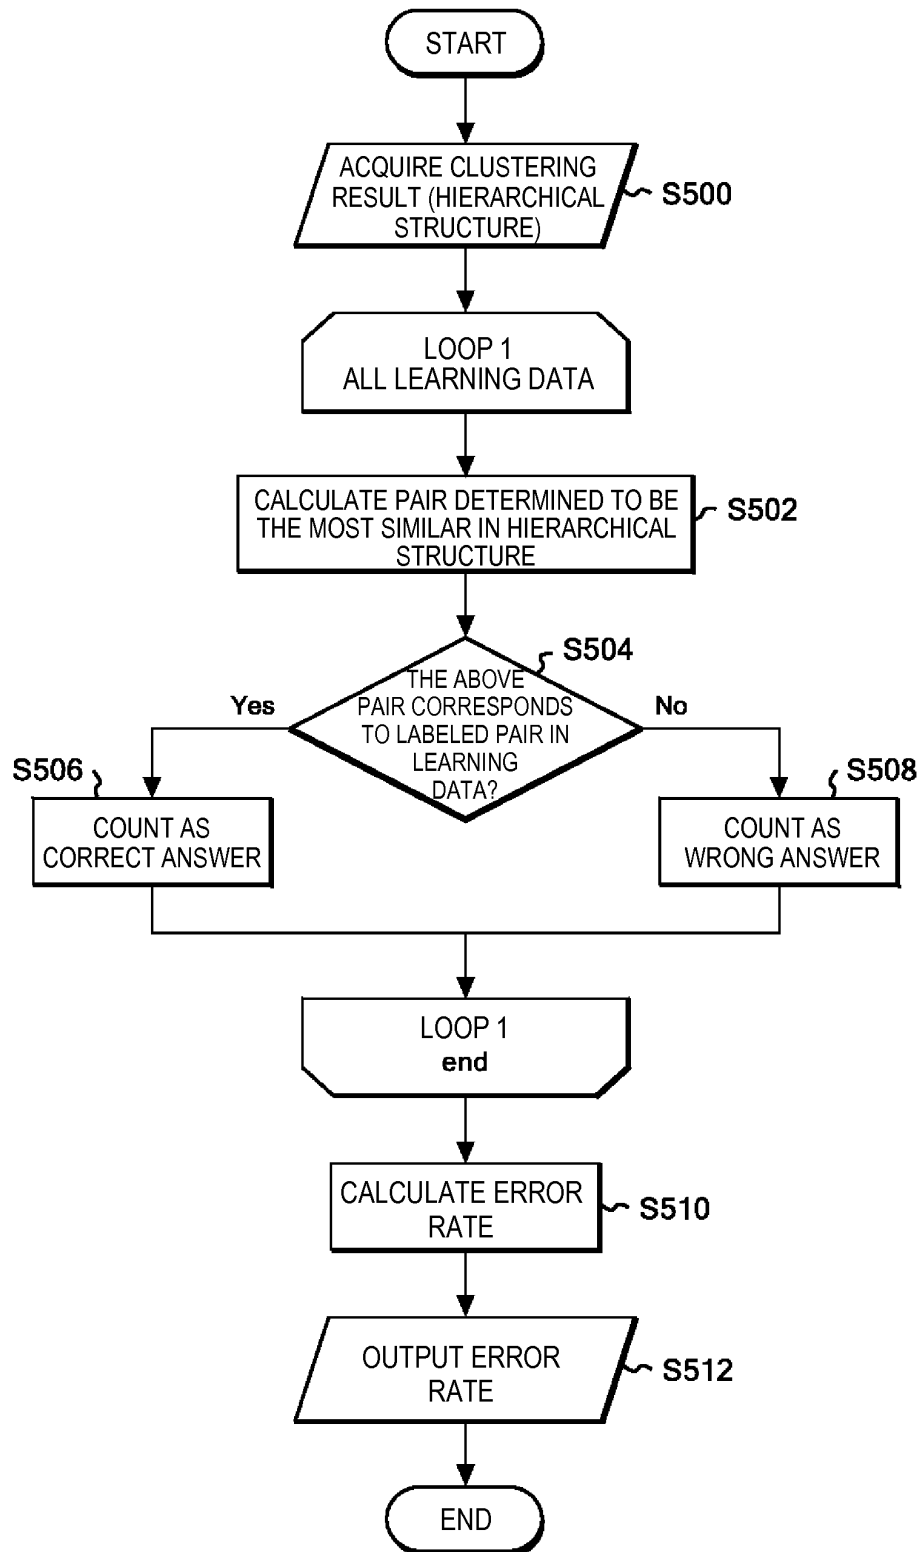 START
ACQUIRE CLUSTERING
RESULT (HIERARCHICAL
STRUCTURE)
S500
LOOP 1
ALL LEARNING DATA
CALCULATE PAIR DETERMINED TO BE
THE MOST SIMILAR IN HIERARCHICAL
STRUCTURE
S502
S504
THE ABOVE
PAIR CORRESPONDS
TO LABELED PAIR IN
LEARNING
DATA?
Yes
No
S506
COUNT AS
CORRECT ANSWER
S508
COUNT AS
WRONG ANSWER
LOOP 1
end
CALCULATE ERROR
RATE
S510
OUTPUT ERROR
RATE
S512
END